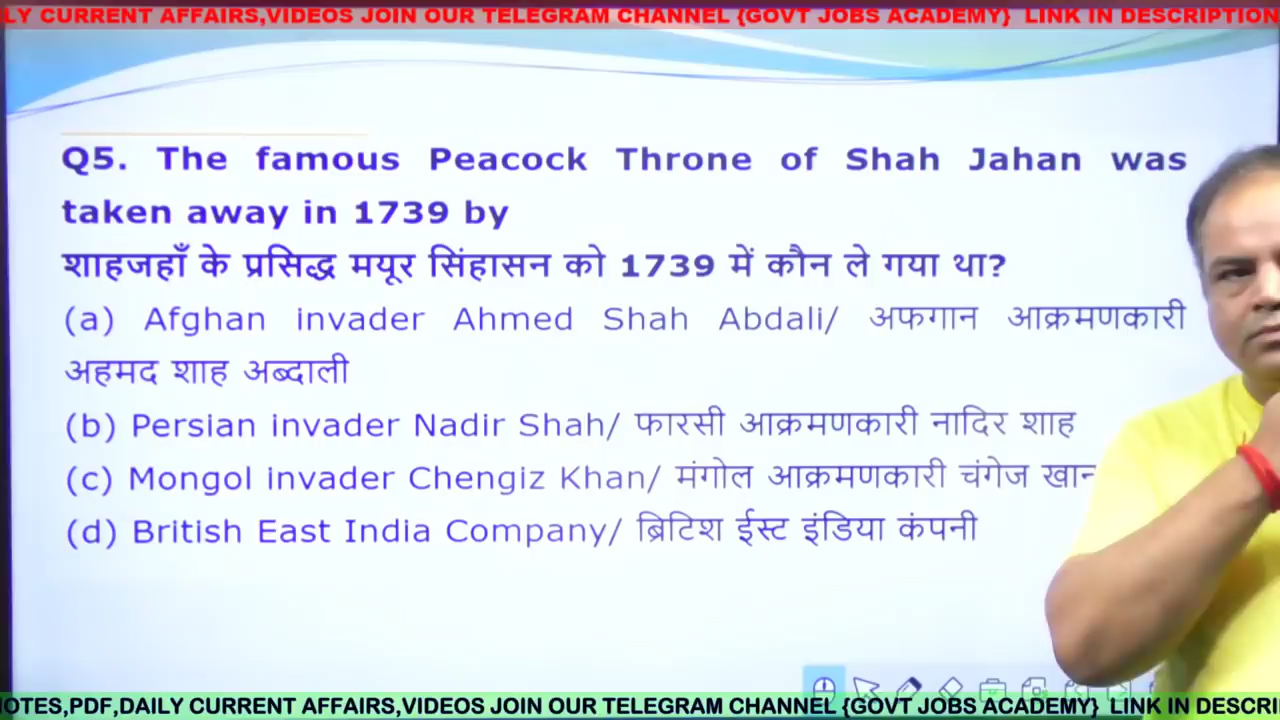 LY CURRENT AFFAIRS,VIDEOS JOIN OUR TELEGRAM CHANNEL {GOVT JOBS ACADEMY} LINK IN DESCRIPTION
Q5. The famous Peacock Throne of Shah Jahan was
taken away in 1739 by
शाहजहाँ के प्रसिद्ध मयूर सिंहासन को 1739 में कौन ले गया था?
(a) Afghan invader Ahmed Shah Abdali/ अफगान आक्रमणकारी
अहमद शाह अब्दाली
(b) Persian invader Nadir Shah/ फारसी आक्रमणकारी नादिर शाह
(c) Mongol invader Chengiz Khan/ मंगोल आक्रमणकारी चंगेज खान
(d) British East India Company/ ब्रिटिश ईस्ट इंडिया कंपनी
OTES,PDF,DAILY CURRENT AFFAIRS,VIDEOS JOIN OUR TELEGRAM CHANNEL {GOVT JOBS ACADEMY} LINK IN DESCRI